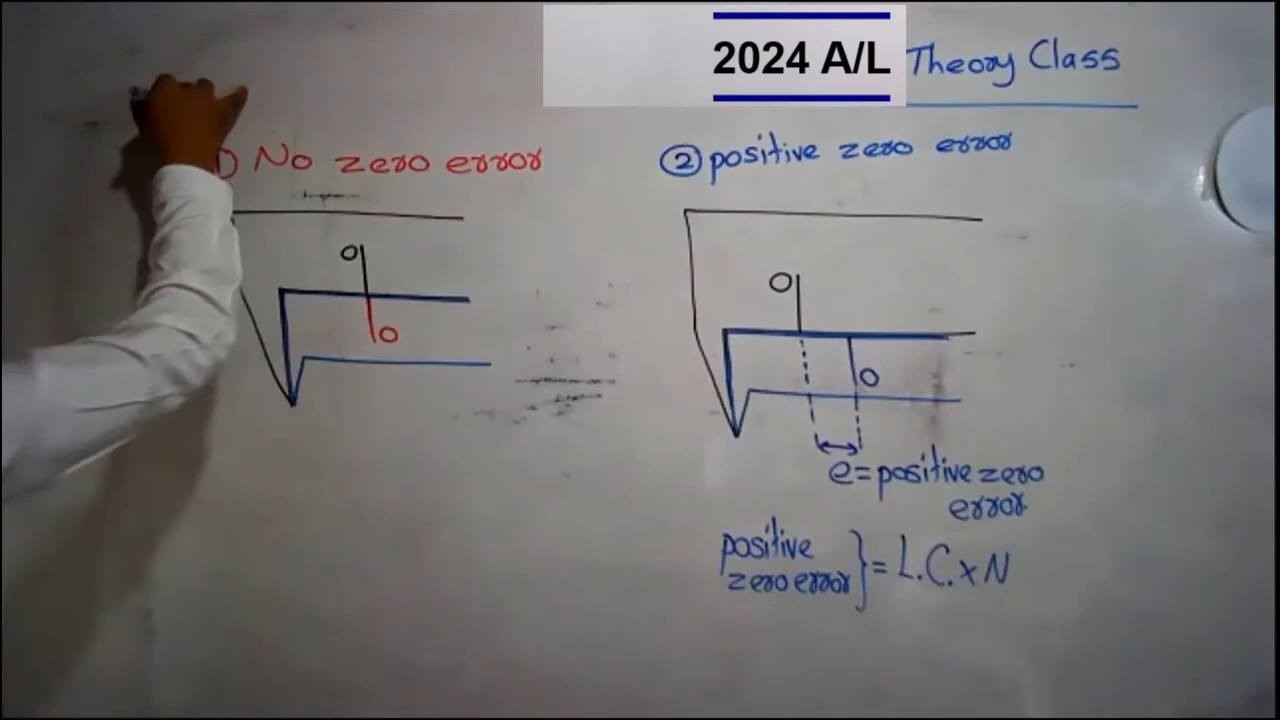 2024 A/L Theory Class
) No zero error
② positive zero error
0
0
0
0
e = positive zero
error
positive
zero error } = L.C. x N